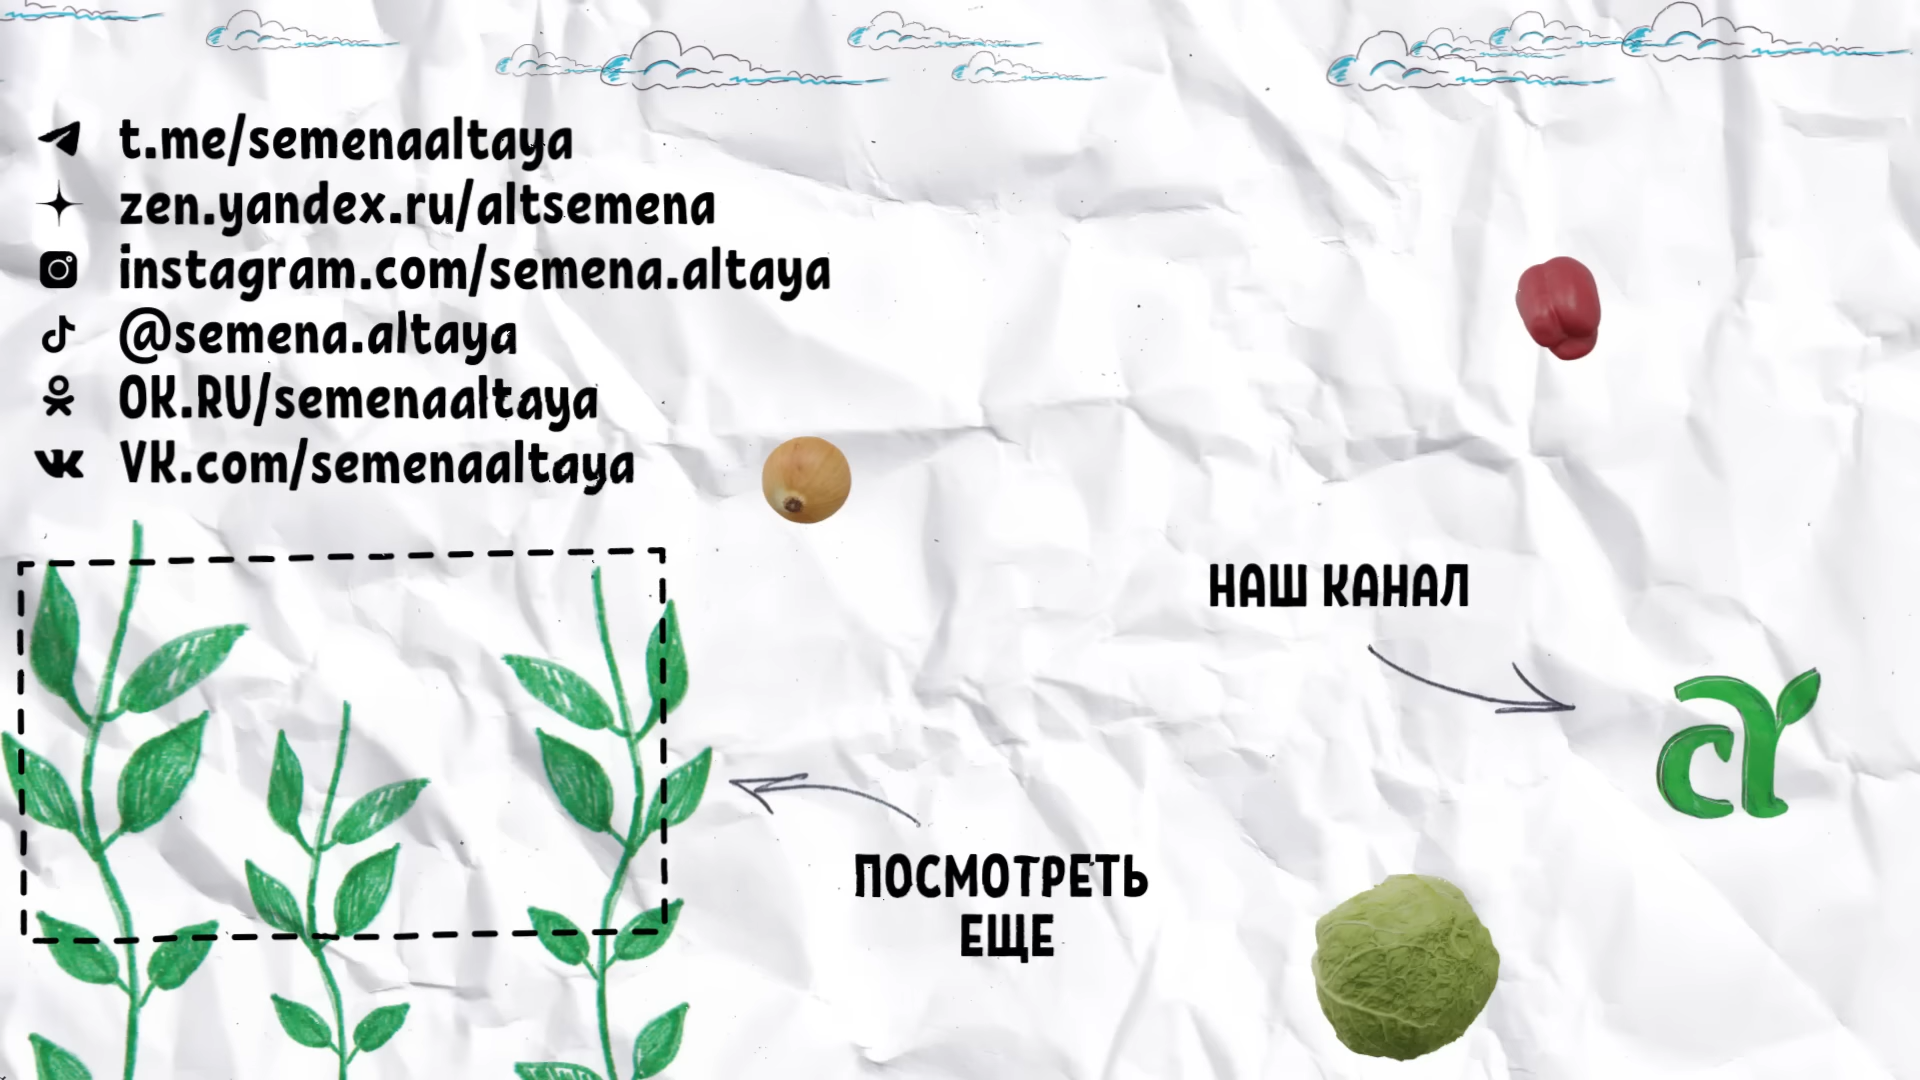 t.me/semenaaltaya
zen.yandex.ru/altsemena
instagram.com/semena.altaya
@semena.altaya
OK.RU/semenaaltaya
VK.com/semenaaltaya
НАШ КАНАЛ
ПОСМОТРЕТЬ
ЕЩЕ